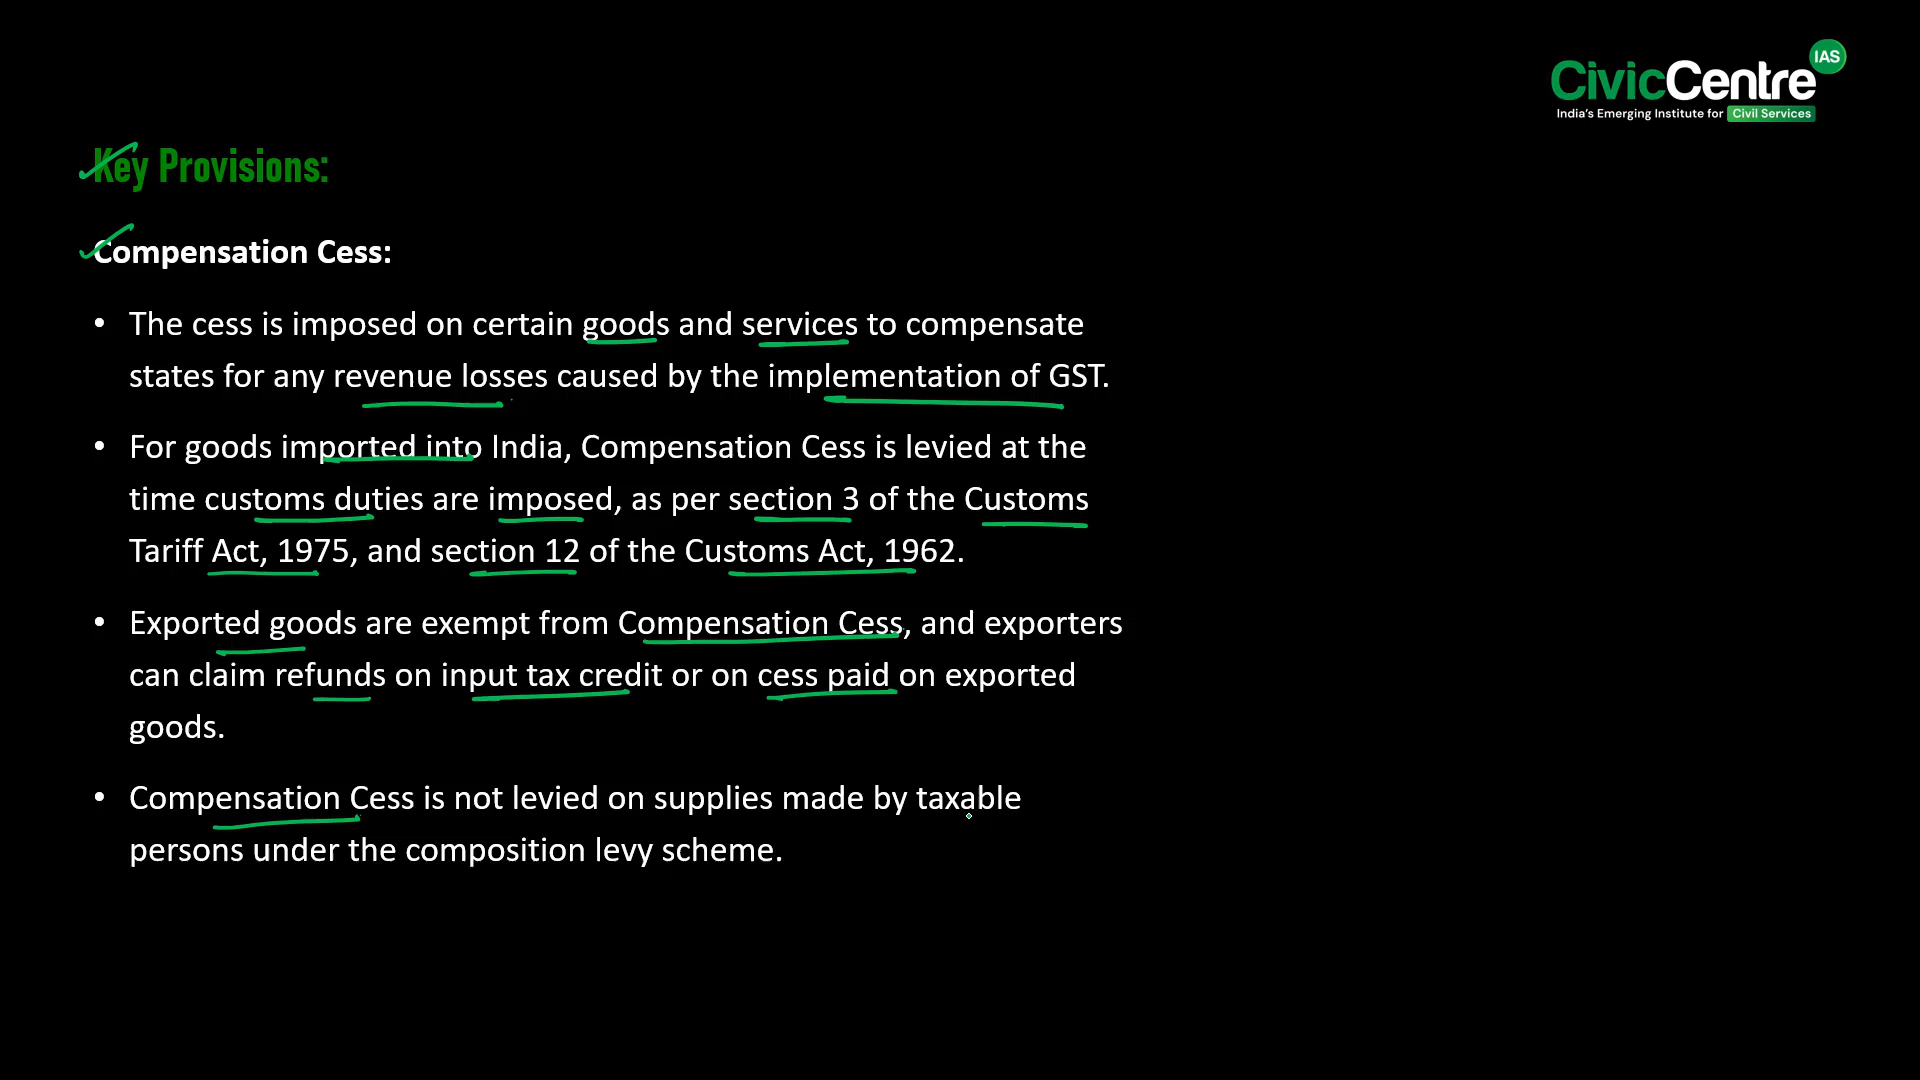 IAS
CivicCentre
India's Emerging Institute for Civil Services
Key Provisions:
Compensation Cess:
• The cess is imposed on certain goods and services to compensate
states for any revenue losses caused by the implementation of GST.
• For goods imported into India, Compensation Cess is levied at the
time customs duties are imposed, as per section 3 of the Customs
Tariff Act, 1975, and section 12 of the Customs Act, 1962.
• Exported goods are exempt from Compensation Cess, and exporters
can claim refunds on input tax credit or on cess paid on exported
goods.
• Compensation Cess is not levied on supplies made by taxable
persons under the composition levy scheme.